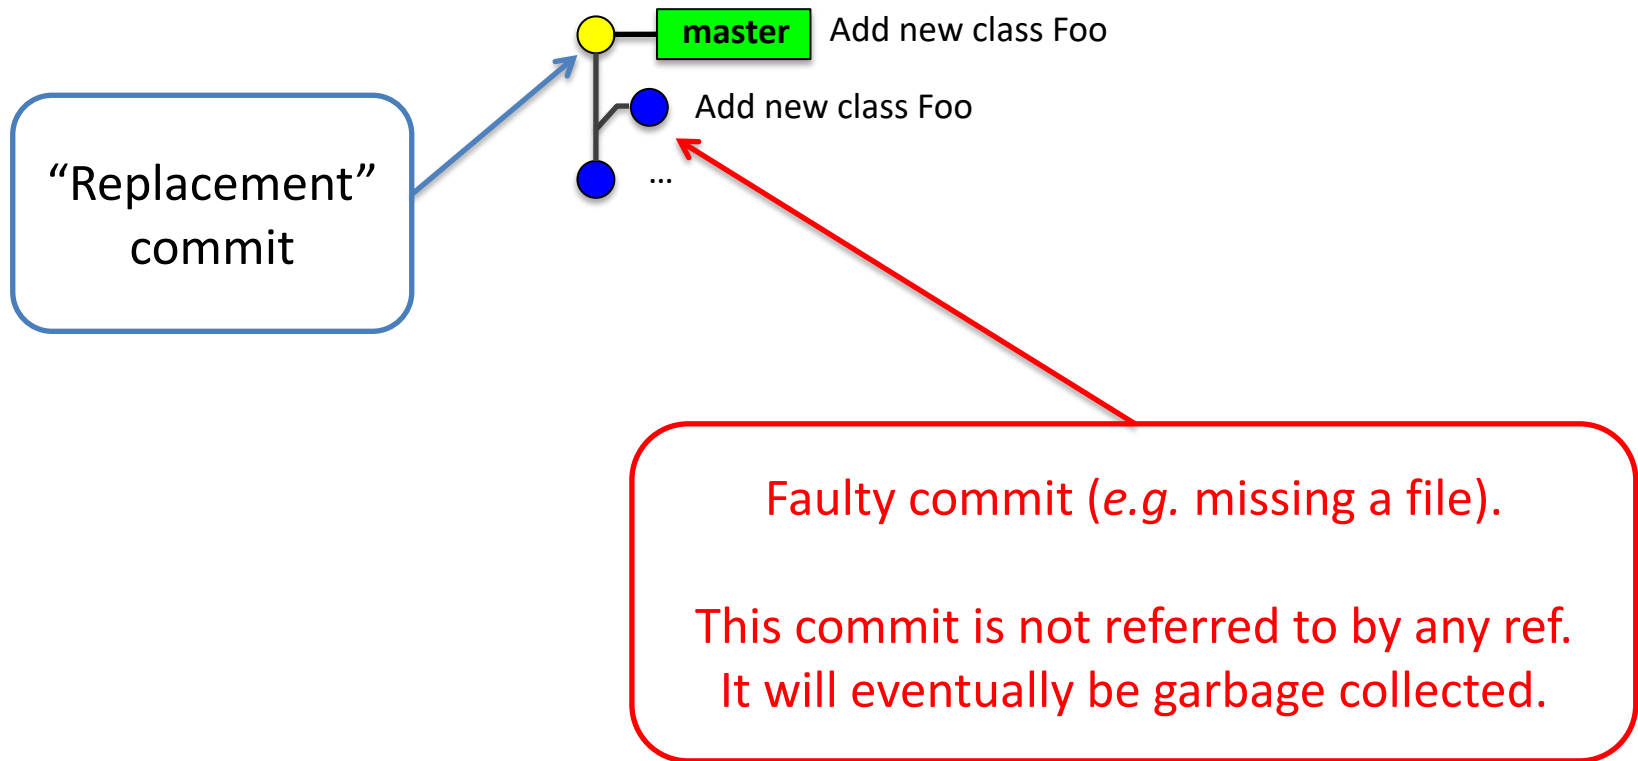 master Add new class Foo
Add new class Foo
...
“Replacement”
commit
Faulty commit (e.g. missing a file).
This commit is not referred to by any ref.
It will eventually be garbage collected.